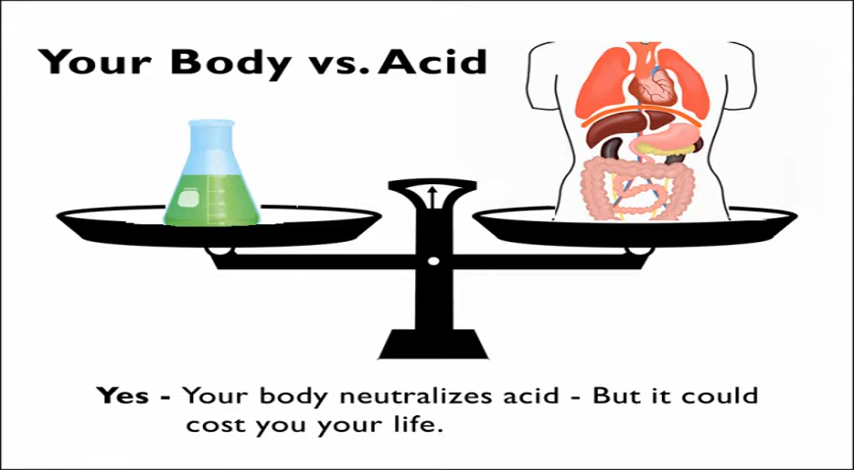 Your Body vs. Acid
Yes - Your body neutralizes acid - But it could
cost you your life.